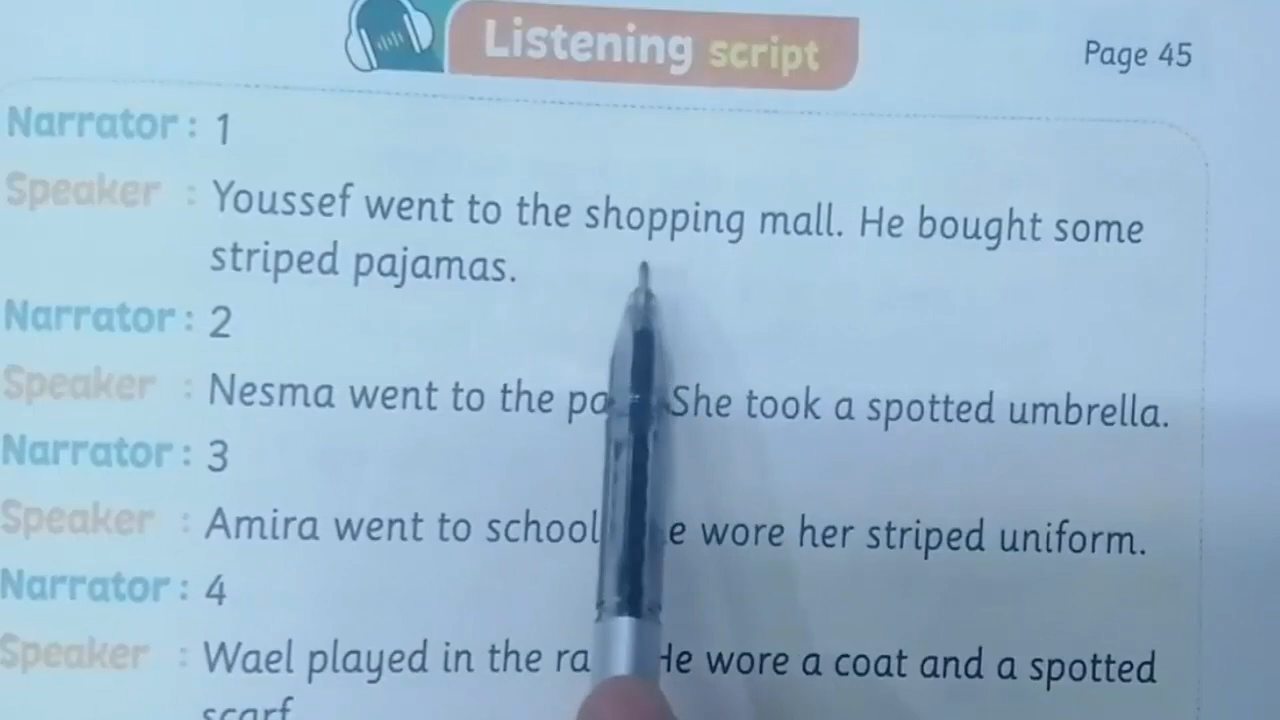 Listening script
Page 45
Narrator : 1
Speaker : Youssef went to the shopping mall. He bought some
striped pajamas.
Narrator : 2
Speaker : Nesma went to the She took a spotted umbrella.
Narrator : 3
Speaker : Amira went to school wore her striped uniform.
Narrator : 4
Speaker : Wael played in the He wore a coat and a spotted
scarf